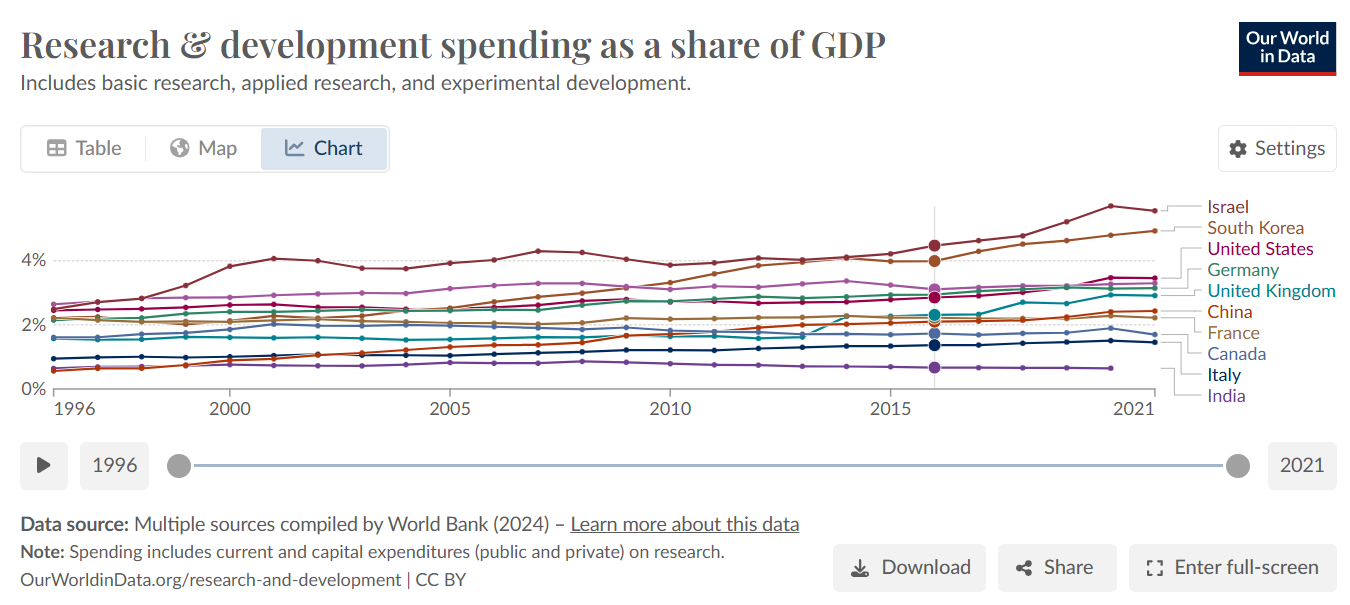 Research & development spending as a share of GDP
Includes basic research, applied research, and experimental development.
Our World
in Data
Table
Map
Chart
Settings
4%
2%
0%
1996
2000
2005
2010
2015
2021
Israel
South Korea
United States
Germany
United Kingdom
China
France
Canada
Italy
India
1996
2021
Data source: Multiple sources compiled by World Bank (2024) – Learn more about this data
Note: Spending includes current and capital expenditures (public and private) on research.
OurWorldinData.org/research-and-development | CC BY
Download
Share
Enter full-screen